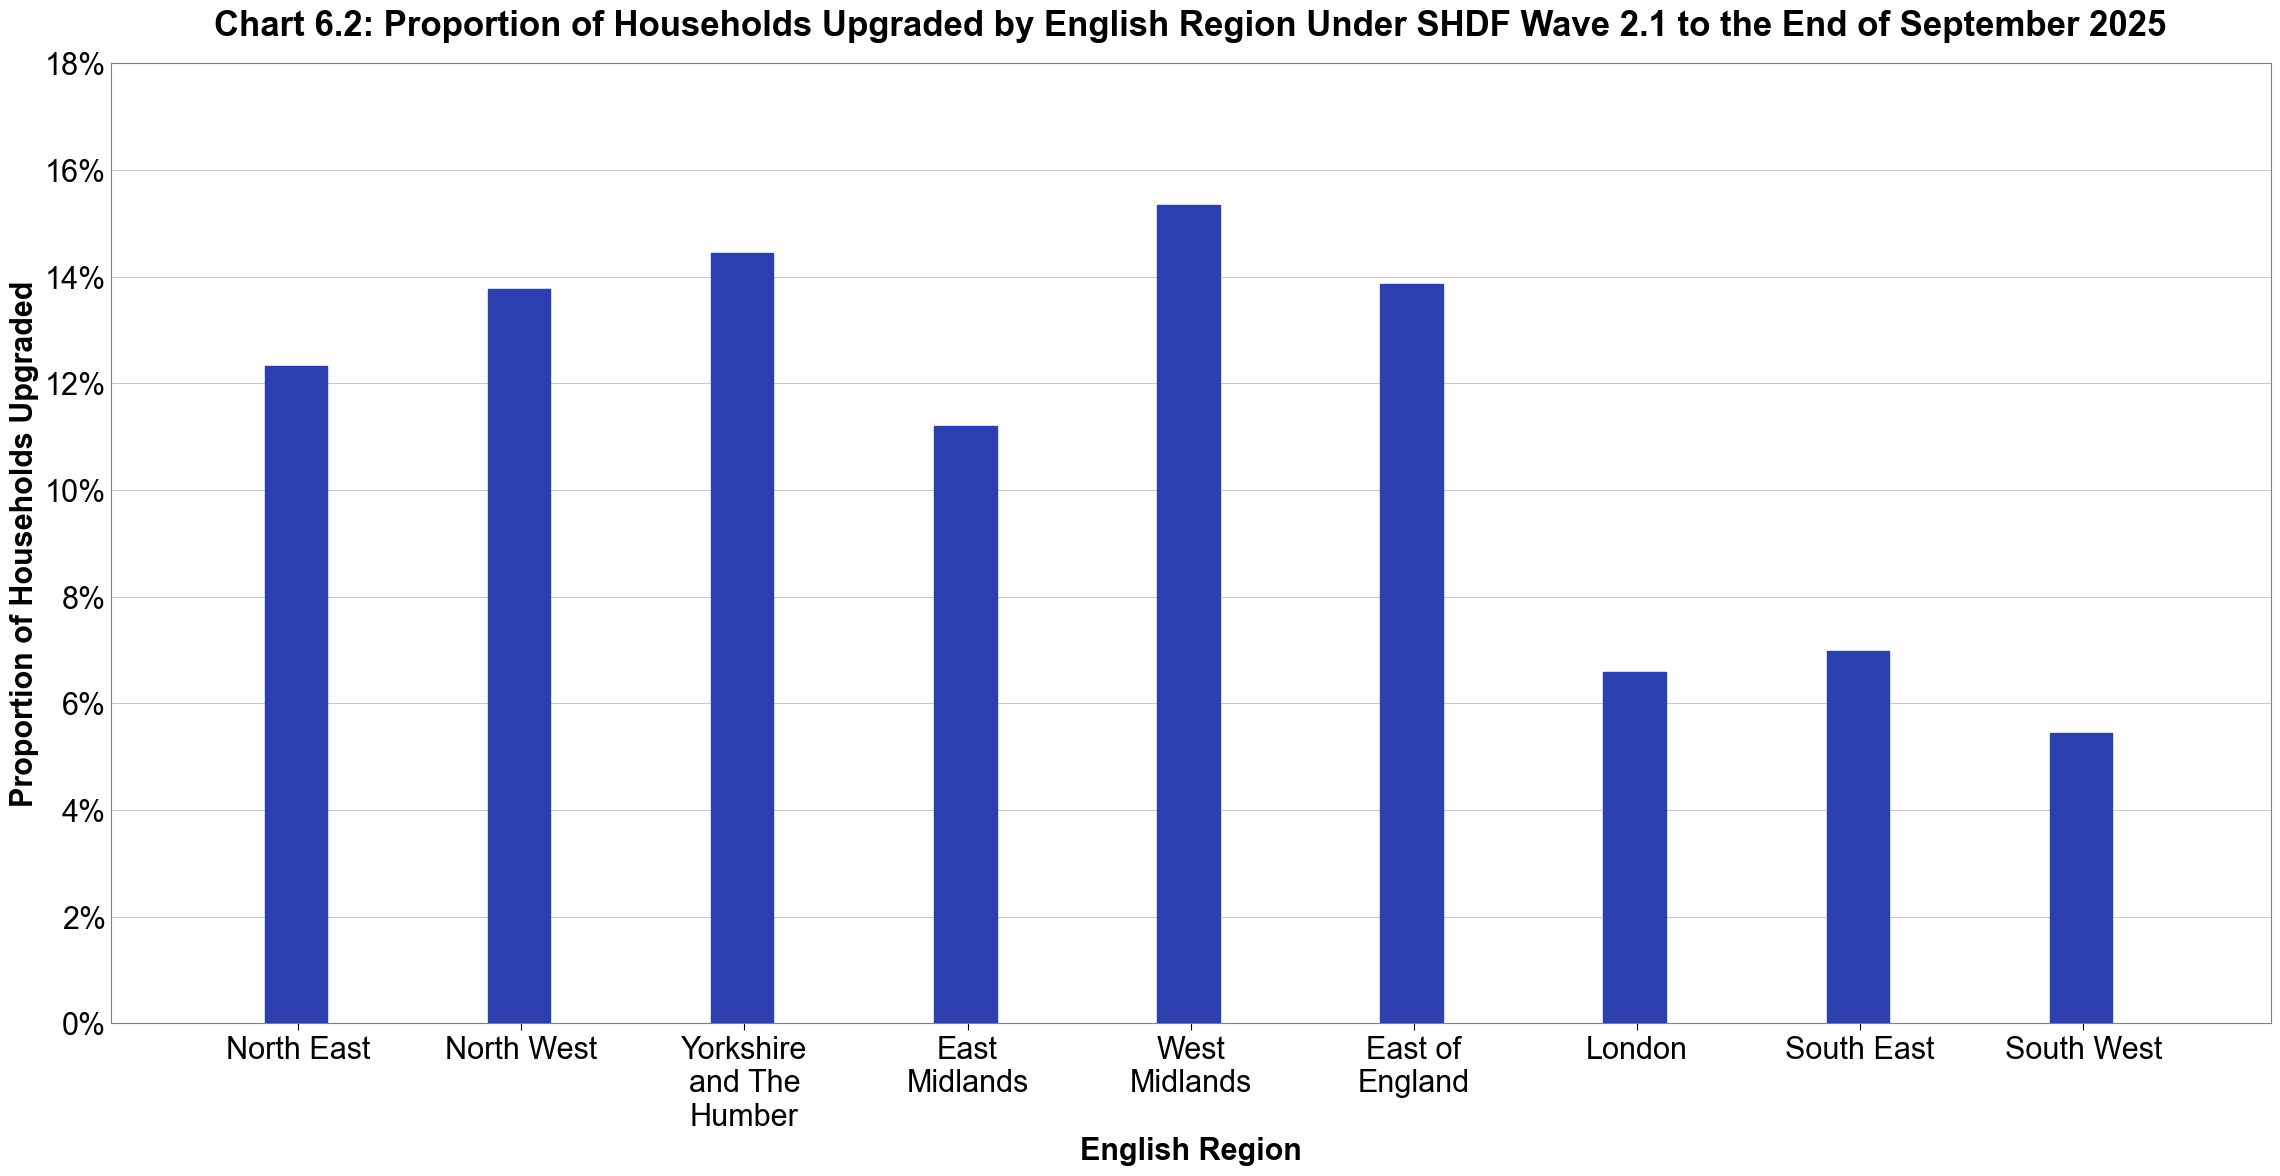 Chart 6.2: Proportion of Households Upgraded by English Region Under SHDF Wave 2.1 to the End of September 2025
Proportion of Households Upgraded
18%
16%
14%
12%
10%
8%
6%
4%
2%
0%
North East
North West
Yorkshire
and The
Humber
East
Midlands
West
Midlands
East of
England
London
South East
South West
English Region